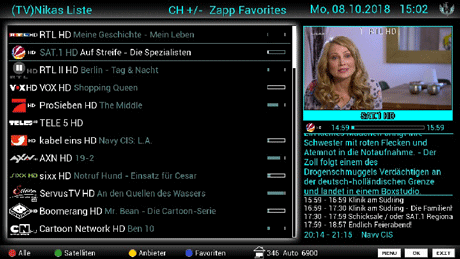 (TV)Nikas Liste
CH +/-
Zapp Favorites
Mo. 08.10.2018
15:02
RTL HD Meine Geschichte - Mein Leben
SAT.1 HD Auf Streife - Die Spezialisten
RTL II HD Berlin - Tag & Nacht
VOX HD Shopping Queen
ProSieben HD The Middle
TELE 5 HD
kabel eins HD Navy CIS: L.A.
AXN HD 19-2
sixx HD Notruf Hund - Einsatz für Cesar
ServusTV HD An den Quellen des Wassers
Boomerang HD Mr. Bean - Die Cartoon-Serie
Cartoon Network HD Ben 10
SAT.1 HD
14:59
15:59
Schwester mit roten Flecken und
Atemnot in die Notaufnahme. - Der
Zoll folgt einem des
Drogenschmuggels Verdächtigen an
der deutsch-holländischen Grenze
und landet in einem Boxstudio.
15:59 - 16:59 Klinik am Südring
16:59 - 17:30 Klinik am Südring - Die Familienh
17:30 - 17:59 Schicksale / oder SAT.1 Regiona
17:59 - 18:57 Endlich Feierabend!
20:14 - 21:15 Navy CIS
Alle
Satelliten
Anbieter
Favoriten
346 Auto 6900
MENU
OK
EXIT